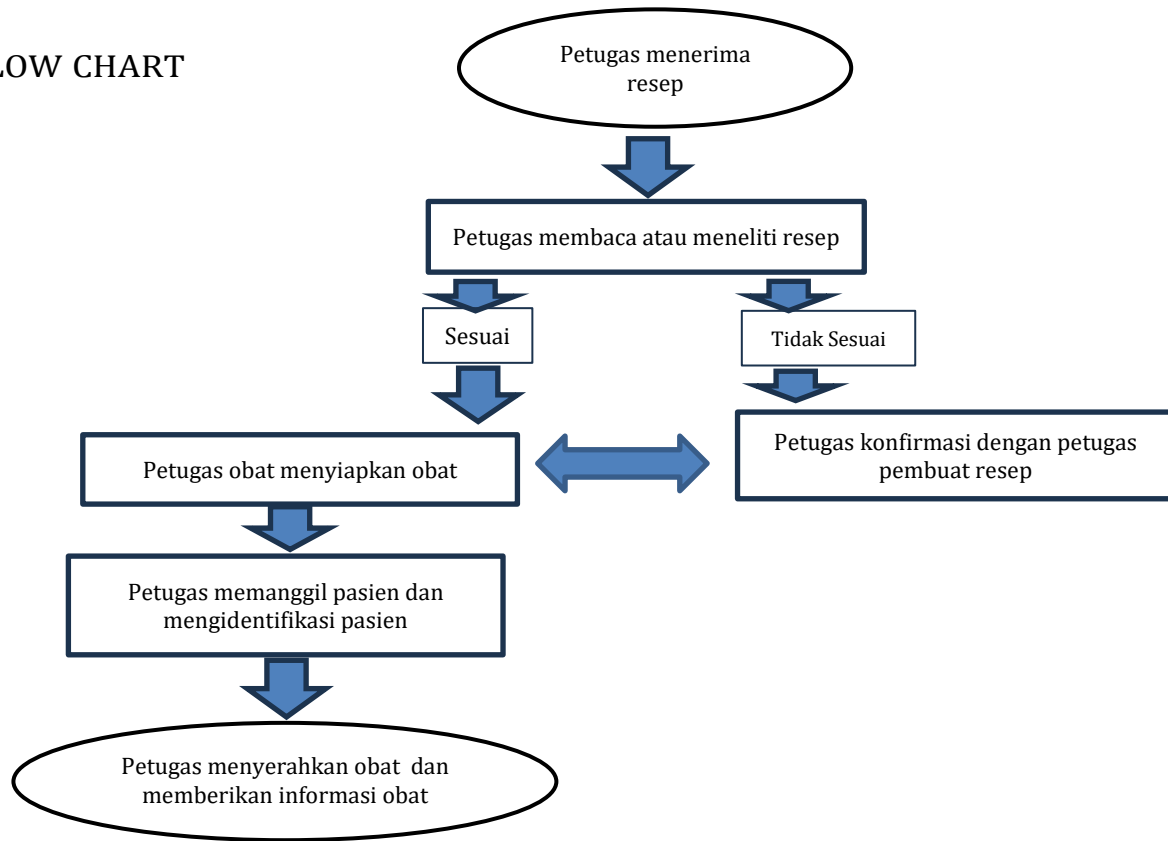 LOW CHART
Petugas menerima
resep
Petugas membaca atau meneliti resep
Sesuai
Tidak Sesuai
Petugas obat menyiapkan obat
Petugas konfirmasi dengan petugas
pembuat resep
Petugas memanggil pasien dan
mengidentifikasi pasien
Petugas menyerahkan obat dan
memberikan informasi obat